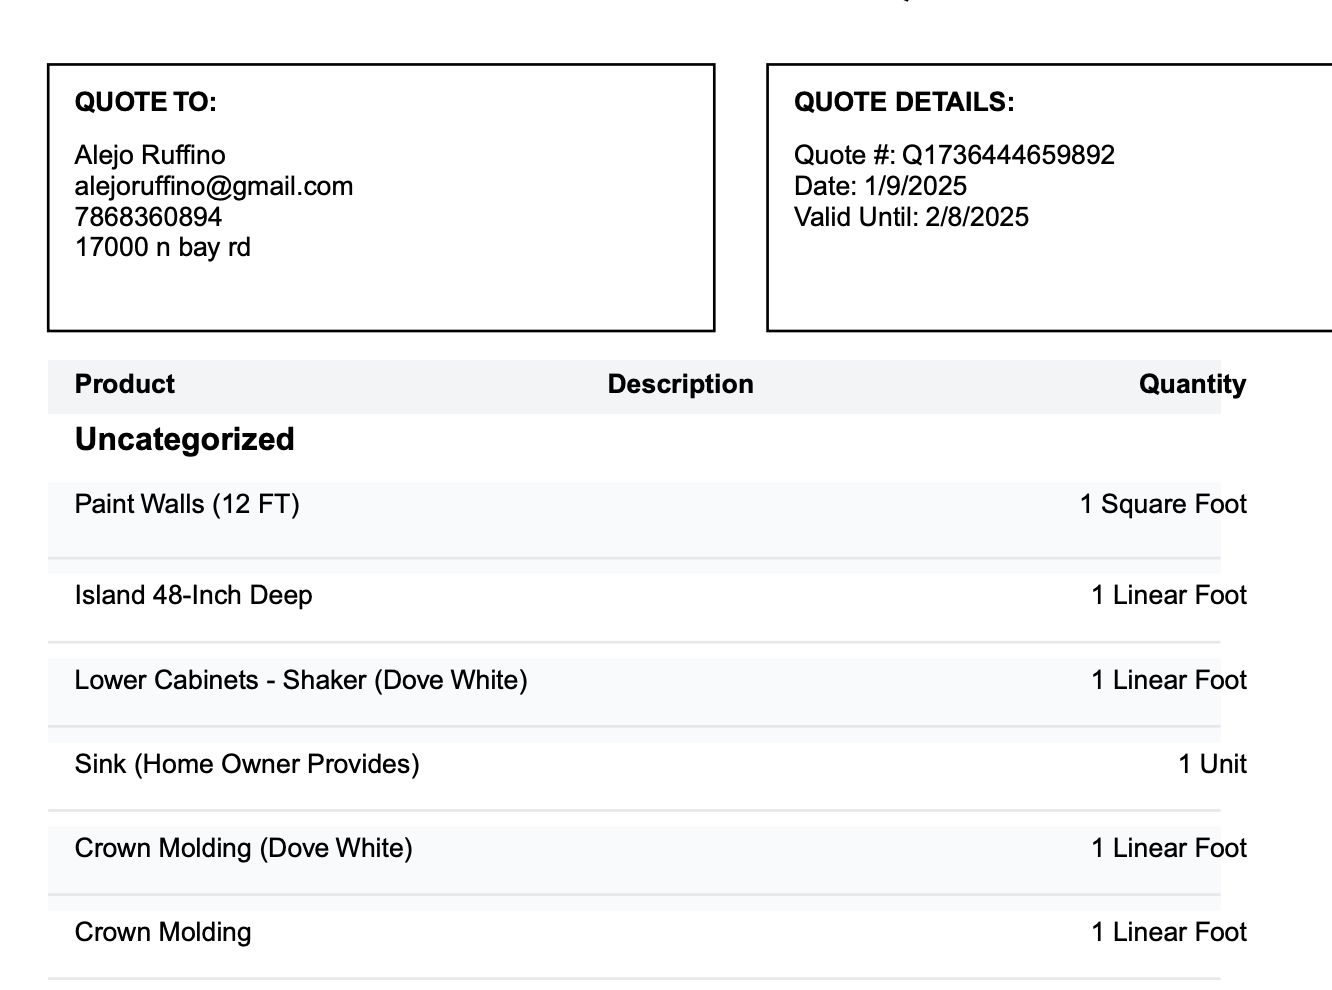 QUOTE TO:
Alejo Ruffino
alejoruffino@gmail.com
7868360894
17000 n bay rd
QUOTE DETAILS:
Quote #: Q1736444659892
Date: 1/9/2025
Valid Until: 2/8/2025
Product Description Quantity
Uncategorized
Paint Walls (12 FT) 1 Square Foot
Island 48-Inch Deep 1 Linear Foot
Lower Cabinets - Shaker (Dove White) 1 Linear Foot
Sink (Home Owner Provides) 1 Unit
Crown Molding (Dove White) 1 Linear Foot
Crown Molding 1 Linear Foot